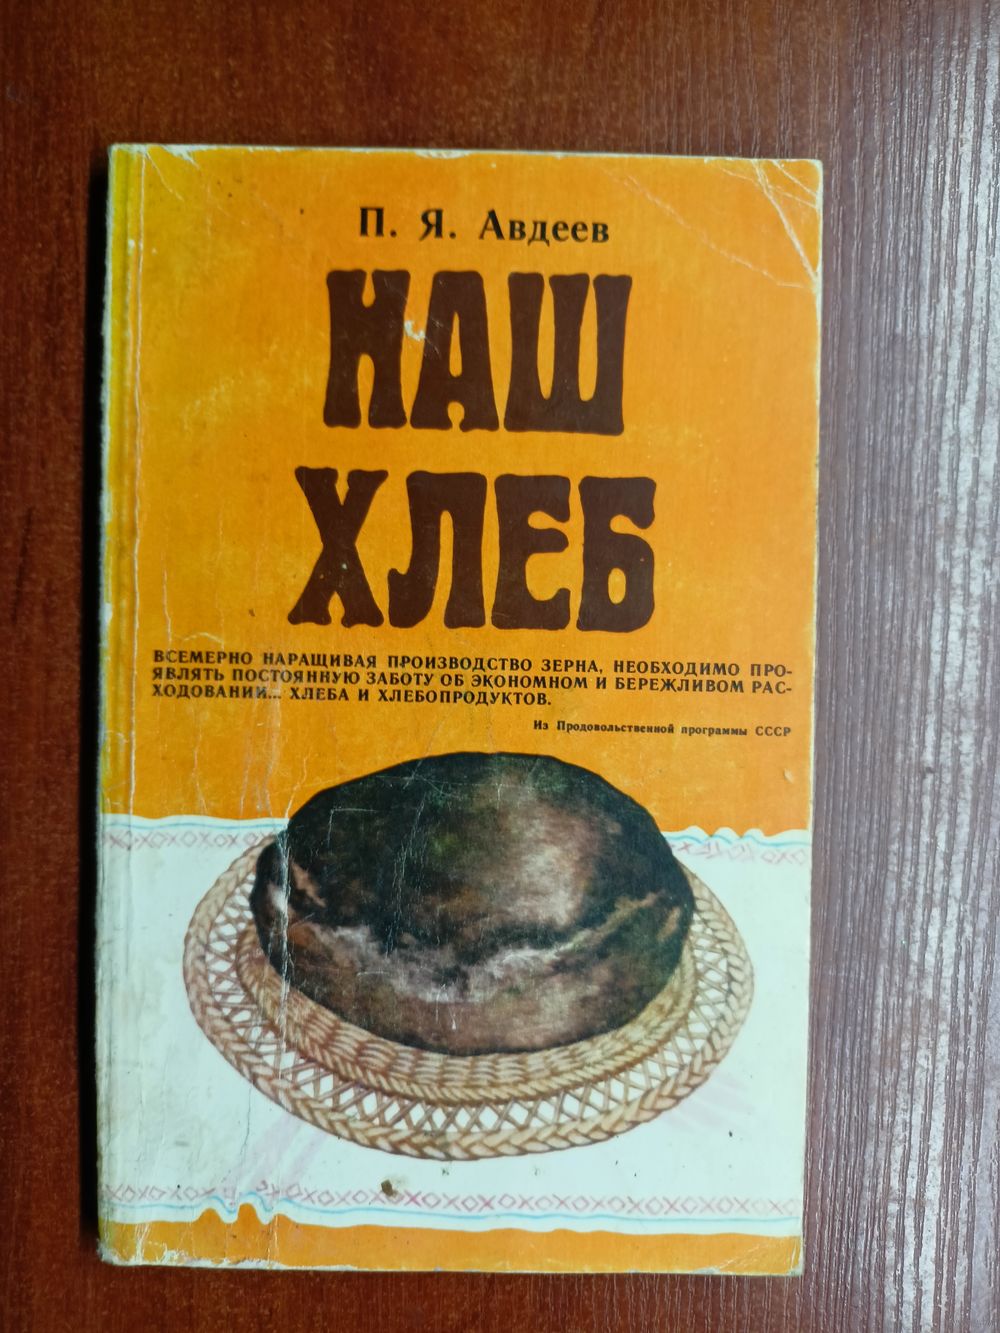 П. Я. Авдеев
НАШ
ХЛЕБ
ВСЕМЕРНО НАРАЩИВАЯ ПРОИЗВОДСТВО ЗЕРНА, НЕОБХОДИМО ПРО-
ЯВЛЯТЬ ПОСТОЯННУЮ ЗАБОТУ ОБ ЭКОНОМНОМ И БЕРЕЖЛИВОМ РАС-
ХОДОВАНИИ... ХЛЕБА И ХЛЕБОПРОДУКТОВ.
Из Продовольственной программы СССР